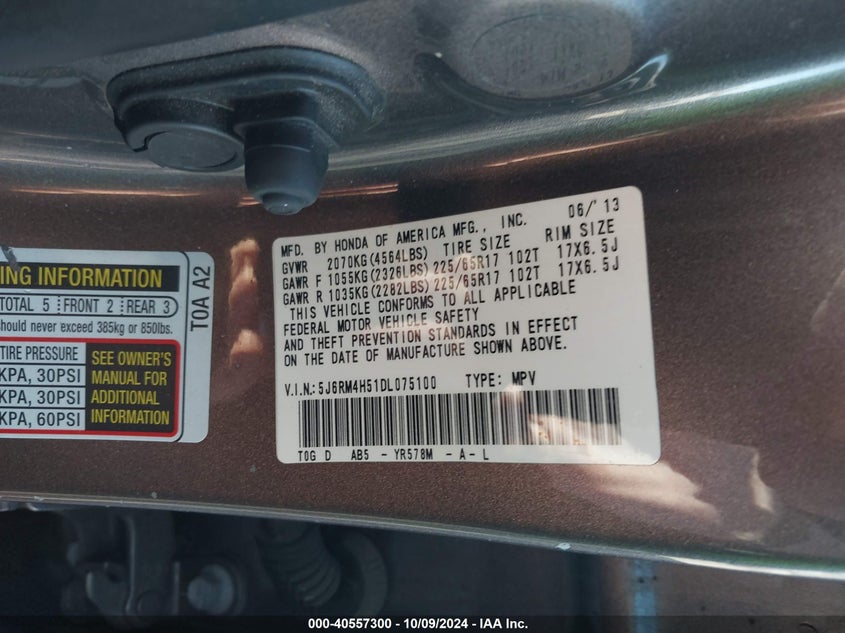 MFD. BY HONDA OF AMERICA MFG., INC. 06/'13
GVWR 2070KG(4564LBS) TIRE SIZE RIM SIZE
GAWR F 1055KG(2326LBS)225/65R17 102T 17X6.5J
GAWR R 1035KG(2282LBS)225/65R17 102T 17X6.5J
THIS VEHICLE CONFORMS TO ALL APPLICABLE
FEDERAL MOTOR VEHICLE SAFETY
AND THEFT PREVENTION STANDARDS IN EFFECT
ON THE DATE OF MANUFACTURE SHOWN ABOVE.
V.I.N.: 5J6RM4H51DL075100 TYPE: MPV
T0G D AB5 - YR578M - A - L
ING INFORMATION
TOTAL 5 FRONT 2 REAR 3
should never exceed 385kg or 850lbs.
TIRE PRESSURE
KPA, 30PSI
KPA, 30PSI
KPA, 60PSI
SEE OWNER'S
MANUAL FOR
ADDITIONAL
INFORMATION
T0A A2
000-40557300 - 10/09/2024 - IAA Inc.